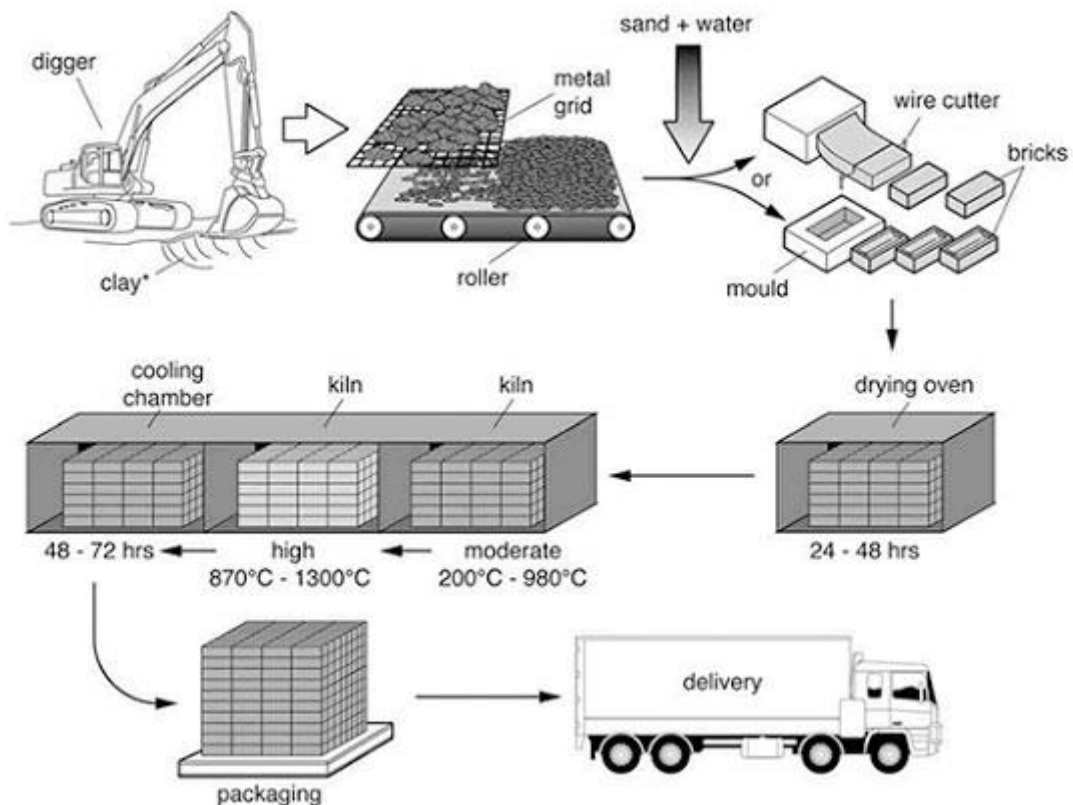 digger
clay*
metal
grid
roller
sand + water
or
wire cutter
bricks
mould
drying oven
24 - 48 hrs
kiln
moderate
200°C - 980°C
kiln
high
870°C - 1300°C
cooling
chamber
48 - 72 hrs
packaging
delivery